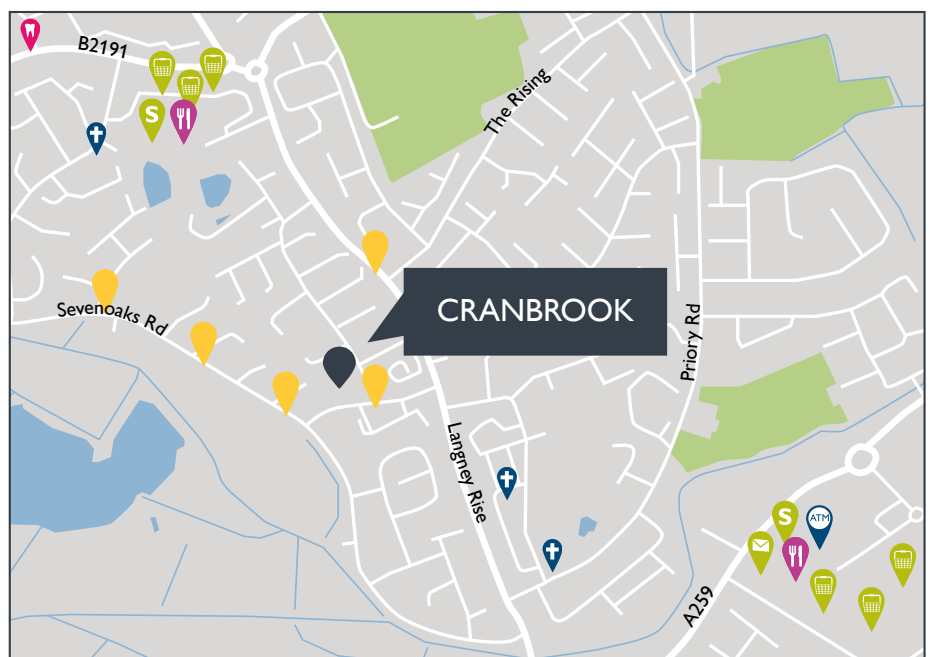 B2191
The Rising
S
CRANBROOK
Sevenoaks Rd
Priory Rd
Langney Rise
S
ATM
A259